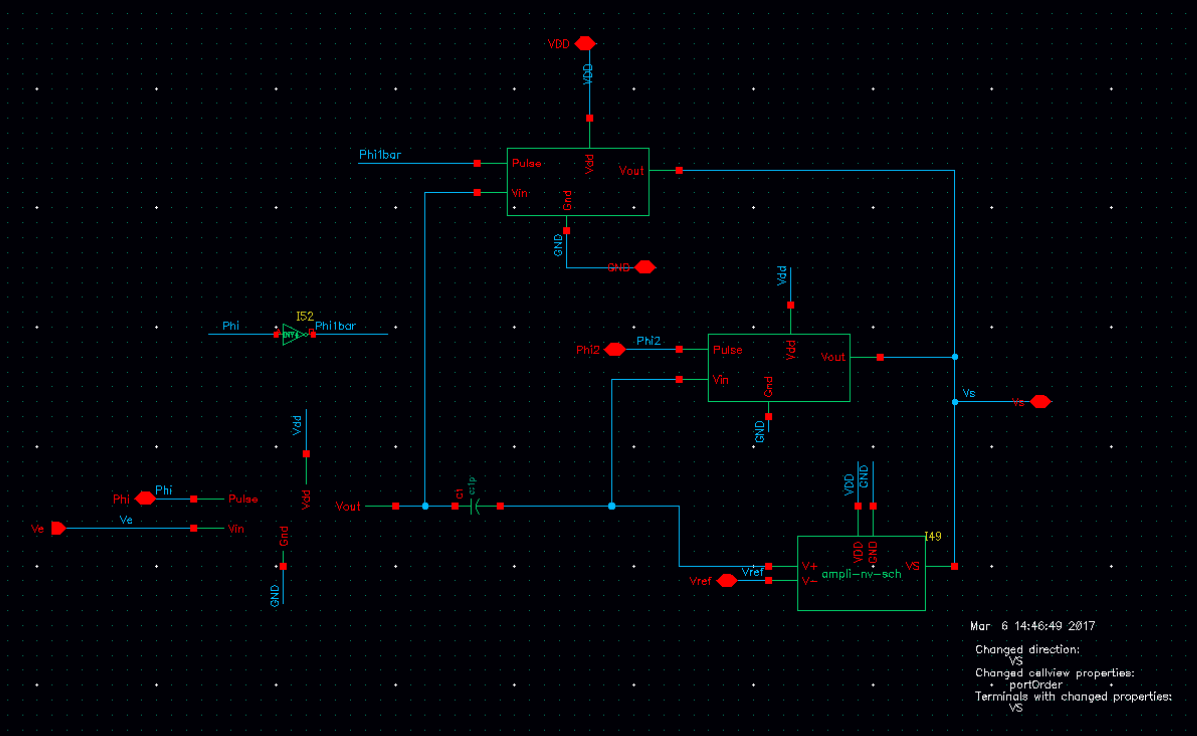 VDD
VDD
Phi1bar
Pulse
Vdd
Vout
Vin
Gnd
GND
GND
Vdd
I52
Phi
Phi1bar
Phi2
Phi2
Pulse
Vdd
Vout
Vin
Gnd
GND
Vs
Vs
Vdd
VDD
GND
Phi
Phi
Pulse
Vdd
Vout
C1
c:1p
Ve
Ve
Vin
Gnd
GND
I49
VDD
GND
V+
VS
ampli-nv-sch
Vref
Vref
V-
Mar 6 14:46:49 2017
Changed direction:
VS
Changed cellview properties:
portOrder
Terminals with changed properties:
VS